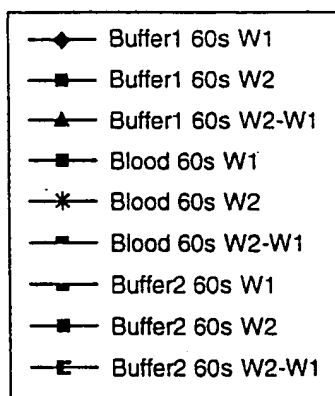 Buffer1 60s W1
Buffer1 60s W2
Buffer1 60s W2-W1
Blood 60s W1
Blood 60s W2
Blood 60s W2-W1
Buffer2 60s W1
Buffer2 60s W2
Buffer2 60s W2-W1